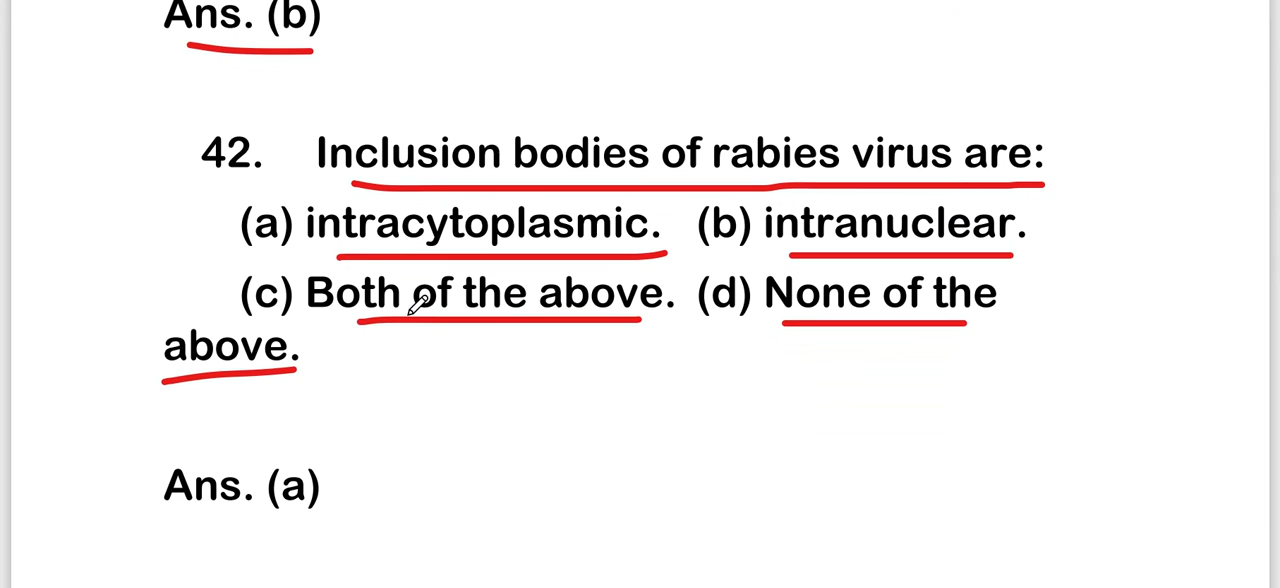 Ans. (b)
42. Inclusion bodies of rabies virus are:
(a) intracytoplasmic. (b) intranuclear.
(c) Both of the above. (d) None of the
above.
Ans. (a)